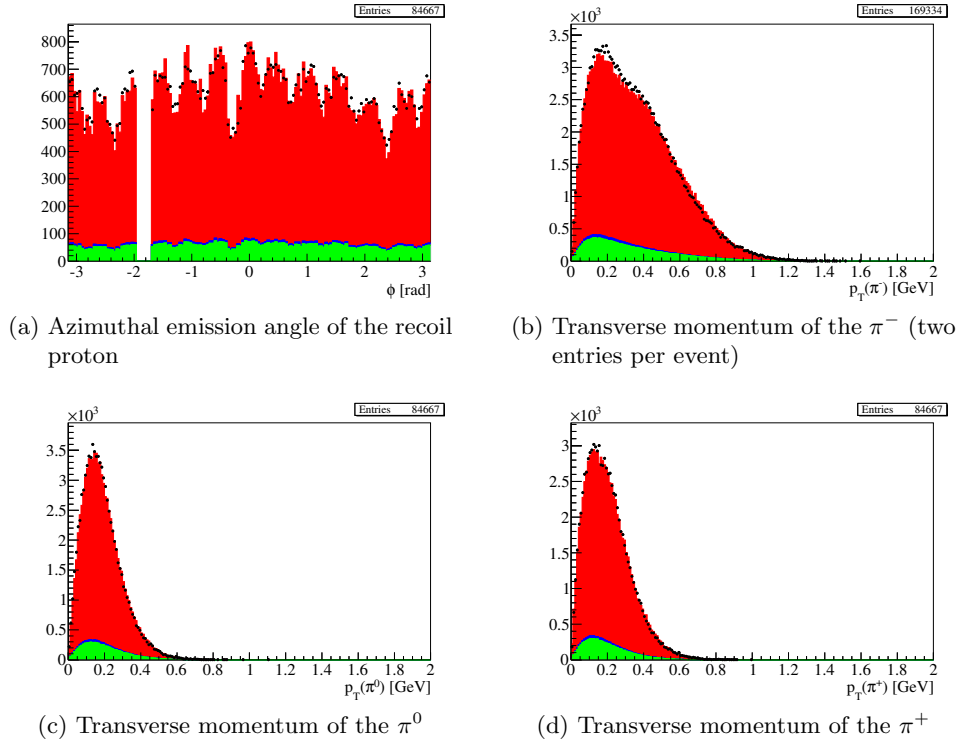 Entries 84667
800
700
600
500
400
300
200
100
0
-3 -2 -1 0 1 2 3
ϕ [rad]
(a) Azimuthal emission angle of the recoil
proton
Entries 169334
×10³
3.5
3
2.5
2
1.5
1
0.5
0
0 0.2 0.4 0.6 0.8 1 1.2 1.4 1.6 1.8 2
p_T(π⁻) [GeV]
(b) Transverse momentum of the π⁻ (two
entries per event)
Entries 84667
×10³
3.5
3
2.5
2
1.5
1
0.5
0
0 0.2 0.4 0.6 0.8 1 1.2 1.4 1.6 1.8 2
p_T(π⁰) [GeV]
(c) Transverse momentum of the π⁰
Entries 84667
×10³
3
2.5
2
1.5
1
0.5
0
0 0.2 0.4 0.6 0.8 1 1.2 1.4 1.6 1.8 2
p_T(π⁺) [GeV]
(d) Transverse momentum of the π⁺